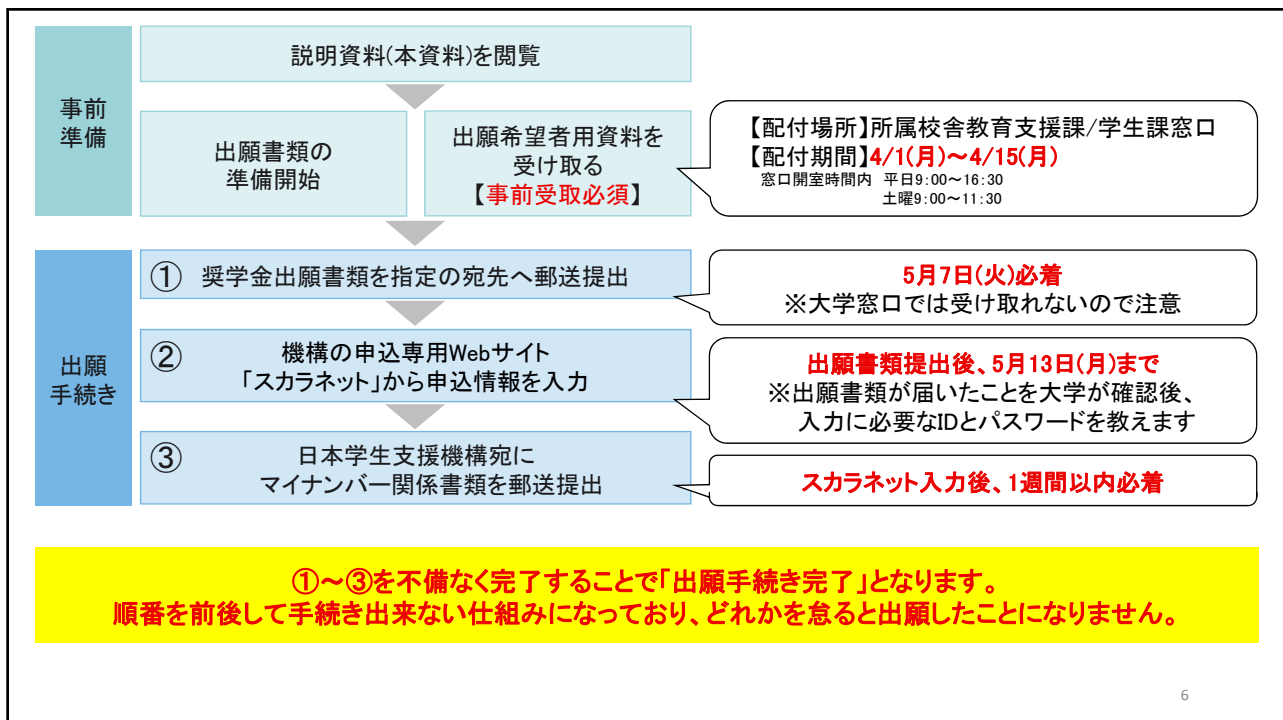 事前
準備
説明資料(本資料)を閲覧
出願書類の
準備開始
出願希望者用資料を
受け取る
【事前受取必須】
【配付場所】所属校舎教育支援課/学生課窓口
【配付期間】4/1(月)～4/15(月)
窓口開室時間内 平日9:00～16:30
土曜9:00～11:30
出願
手続き
① 奨学金出願書類を指定の宛先へ郵送提出
5月7日(火)必着
※大学窓口では受け取れないので注意
② 機構の申込専用Webサイト
「スカラネット」から申込情報を入力
出願書類提出後、5月13日(月)まで
※出願書類が届いたことを大学が確認後、
入力に必要なIDとパスワードを教えます
③ 日本学生支援機構宛に
マイナンバー関係書類を郵送提出
スカラネット入力後、1週間以内必着
①～③を不備なく完了することで「出願手続き完了」となります。
順番を前後して手続き出来ない仕組みになっており、どれかを怠ると出願したことになりません。
6